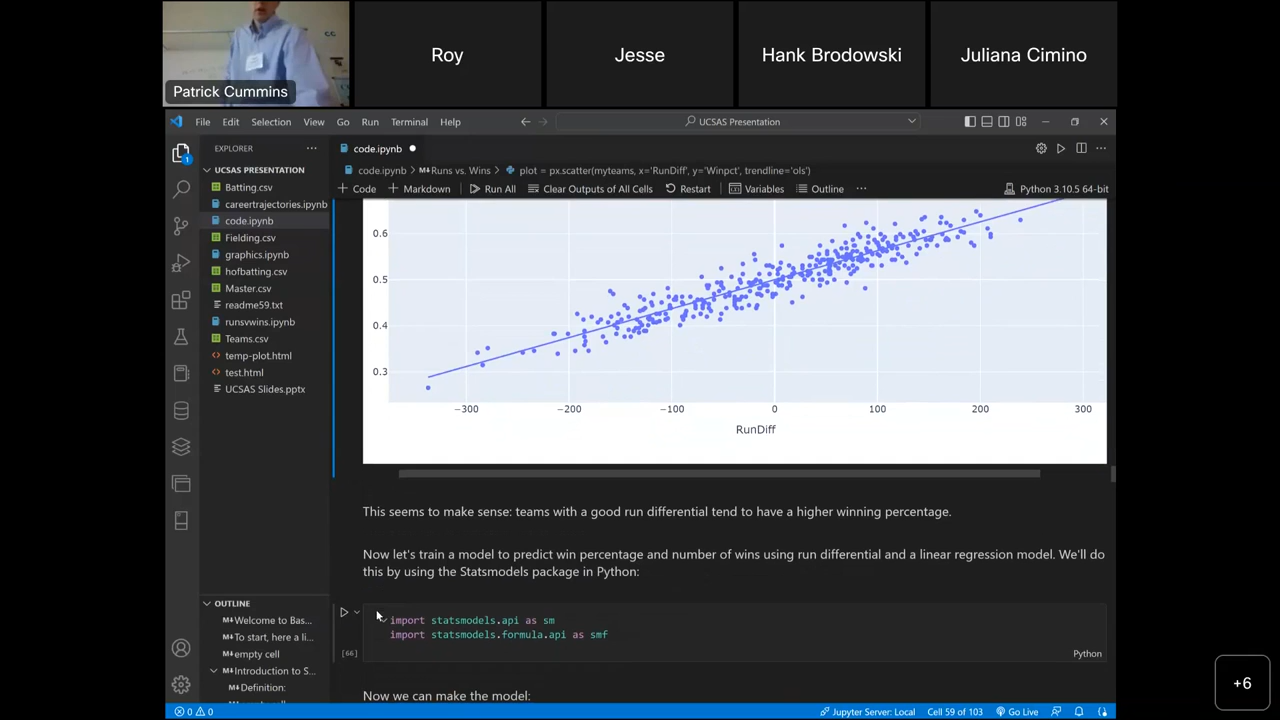 Patrick Cummins
Roy
Jesse
Hank Brodowski
Juliana Cimino
File Edit Selection View Go Run Terminal Help
UCSAS Presentation
EXPLORER
UCSAS PRESENTATION
Batting.csv
careertrajectories.ipynb
code.ipynb
Fielding.csv
graphics.ipynb
hofbatting.csv
Master.csv
readme59.txt
runsvwins.ipynb
Teams.csv
temp-plot.html
test.html
UCSAS Slides.pptx
OUTLINE
Welcome to Bas...
To start, here a li...
empty cell
Introduction to S...
Definition:
code.ipynb
code.ipynb > Runs vs. Wins > plot = px.scatter(myteams, x='RunDiff', y='Winpct', trendline='ols')
+ Code + Markdown Run All Clear Outputs of All Cells Restart Variables Outline ... Python 3.10.5 64-bit
0.6
0.5
0.4
0.3
−300 −200 −100 0 100 200 300
RunDiff
This seems to make sense: teams with a good run differential tend to have a higher winning percentage.
Now let's train a model to predict win percentage and number of wins using run differential and a linear regression model. We'll do
this by using the Statsmodels package in Python:
import statsmodels.api as sm
import statsmodels.formula.api as smf
[66]
Python
Now we can make the model:
0 0
Jupyter Server: Local Cell 59 of 103 Go Live
+6
1